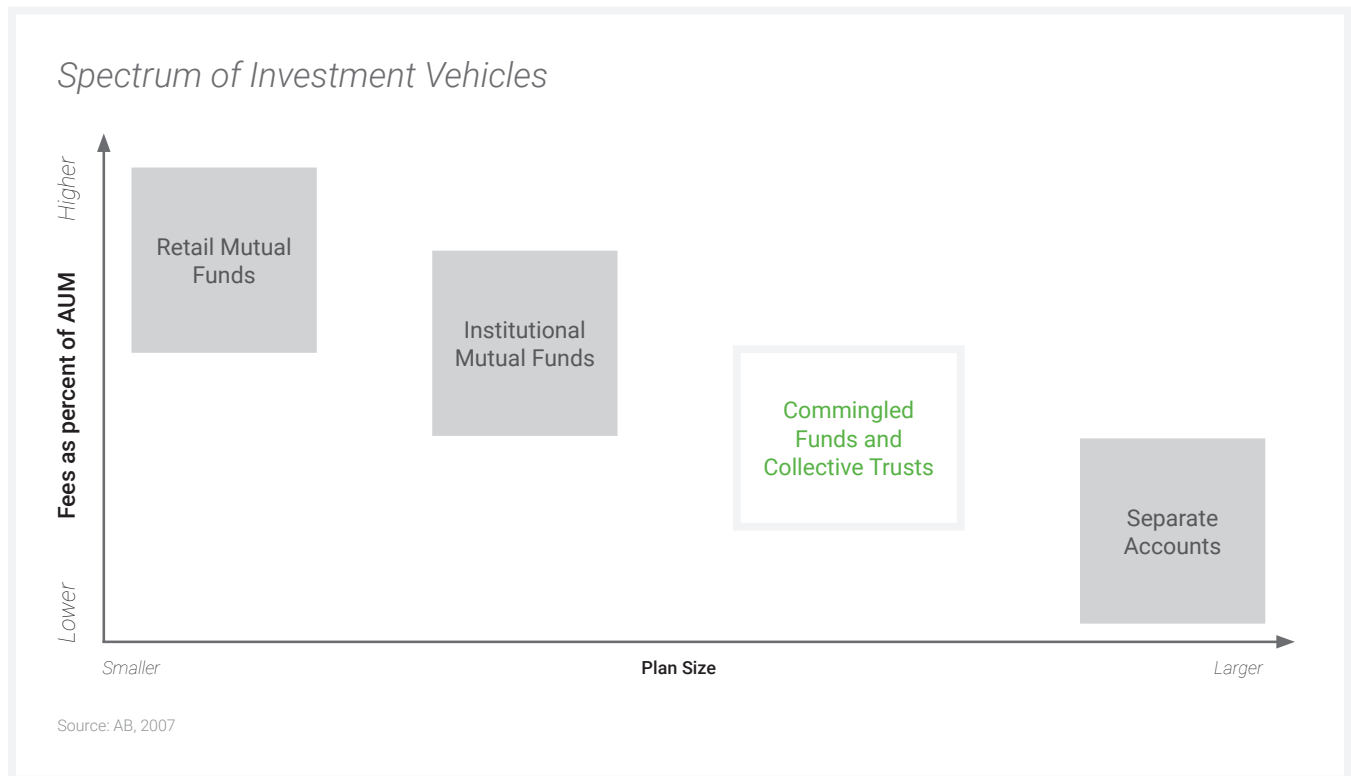 Spectrum of Investment Vehicles
Higher
Fees as percent of AUM
Lower
Retail Mutual
Funds
Institutional
Mutual Funds
Commingled
Funds and
Collective Trusts
Separate
Accounts
Smaller
Plan Size
Larger
Source: AB, 2007